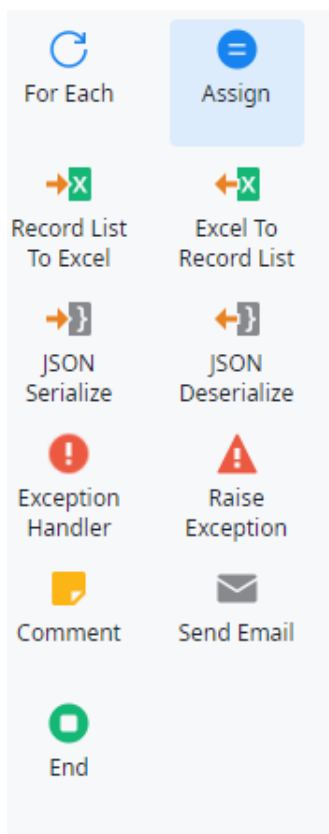 For Each
Assign
Record List
To Excel
Excel To
Record List
JSON
Serialize
JSON
Deserialize
Exception
Handler
Raise
Exception
Comment
Send Email
End